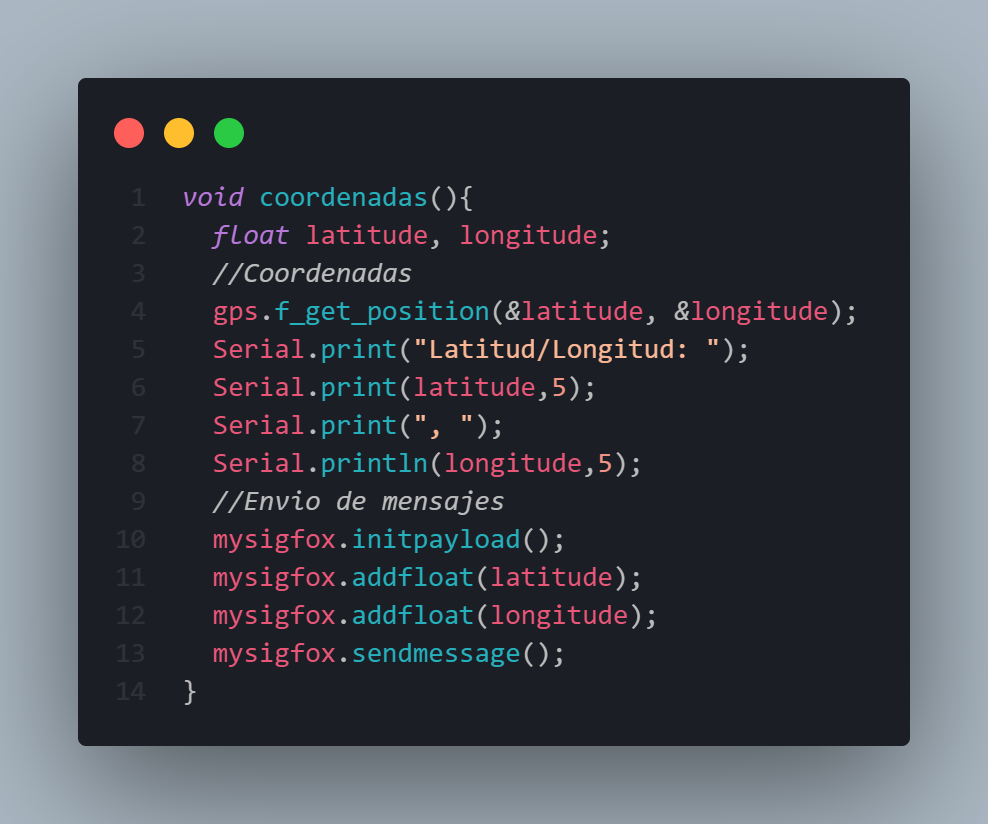 1 void coordenadas(){
2 float latitude, longitude;
3 //Coordenadas
4 gps.f_get_position(&latitude, &longitude);
5 Serial.print("Latitud/Longitud: ");
6 Serial.print(latitude,5);
7 Serial.print(", ");
8 Serial.println(longitude,5);
9 //Envio de mensajes
10 mysigfox.initpayload();
11 mysigfox.addfloat(latitude);
12 mysigfox.addfloat(longitude);
13 mysigfox.sendmessage();
14 }